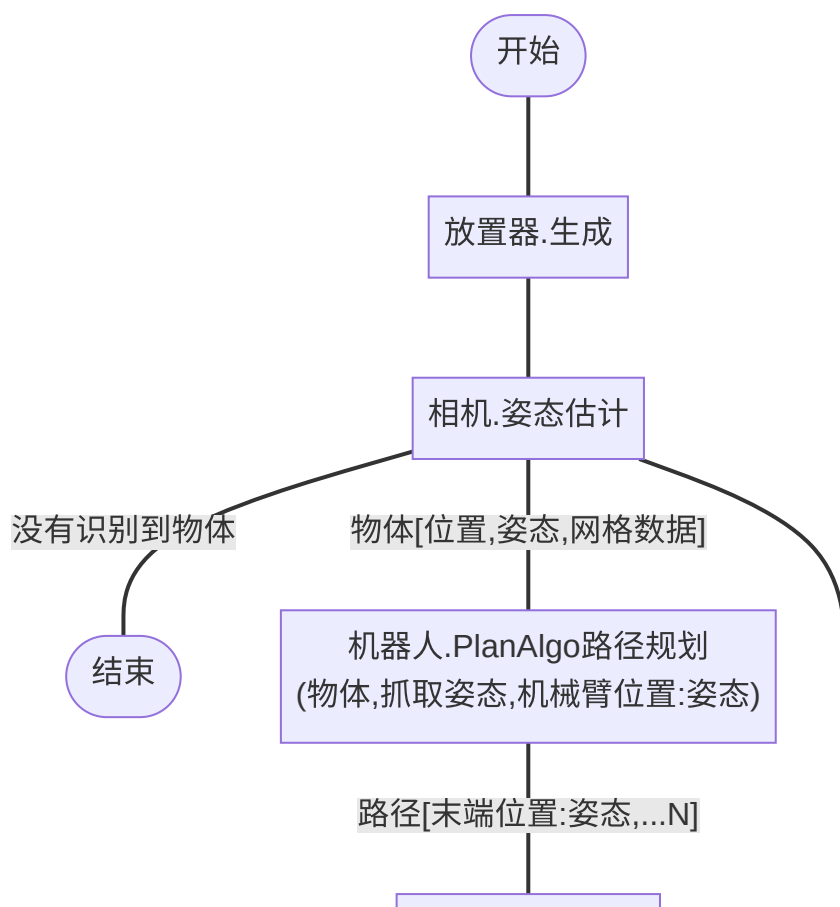 开始
放置器.生成
相机.姿态估计
没有识别到物体
物体[位置,姿态,网格数据]
机器人.PlanAlgo路径规划
(物体,抓取姿态,机械臂位置:姿态)
结束
路径[末端位置:姿态,...N]